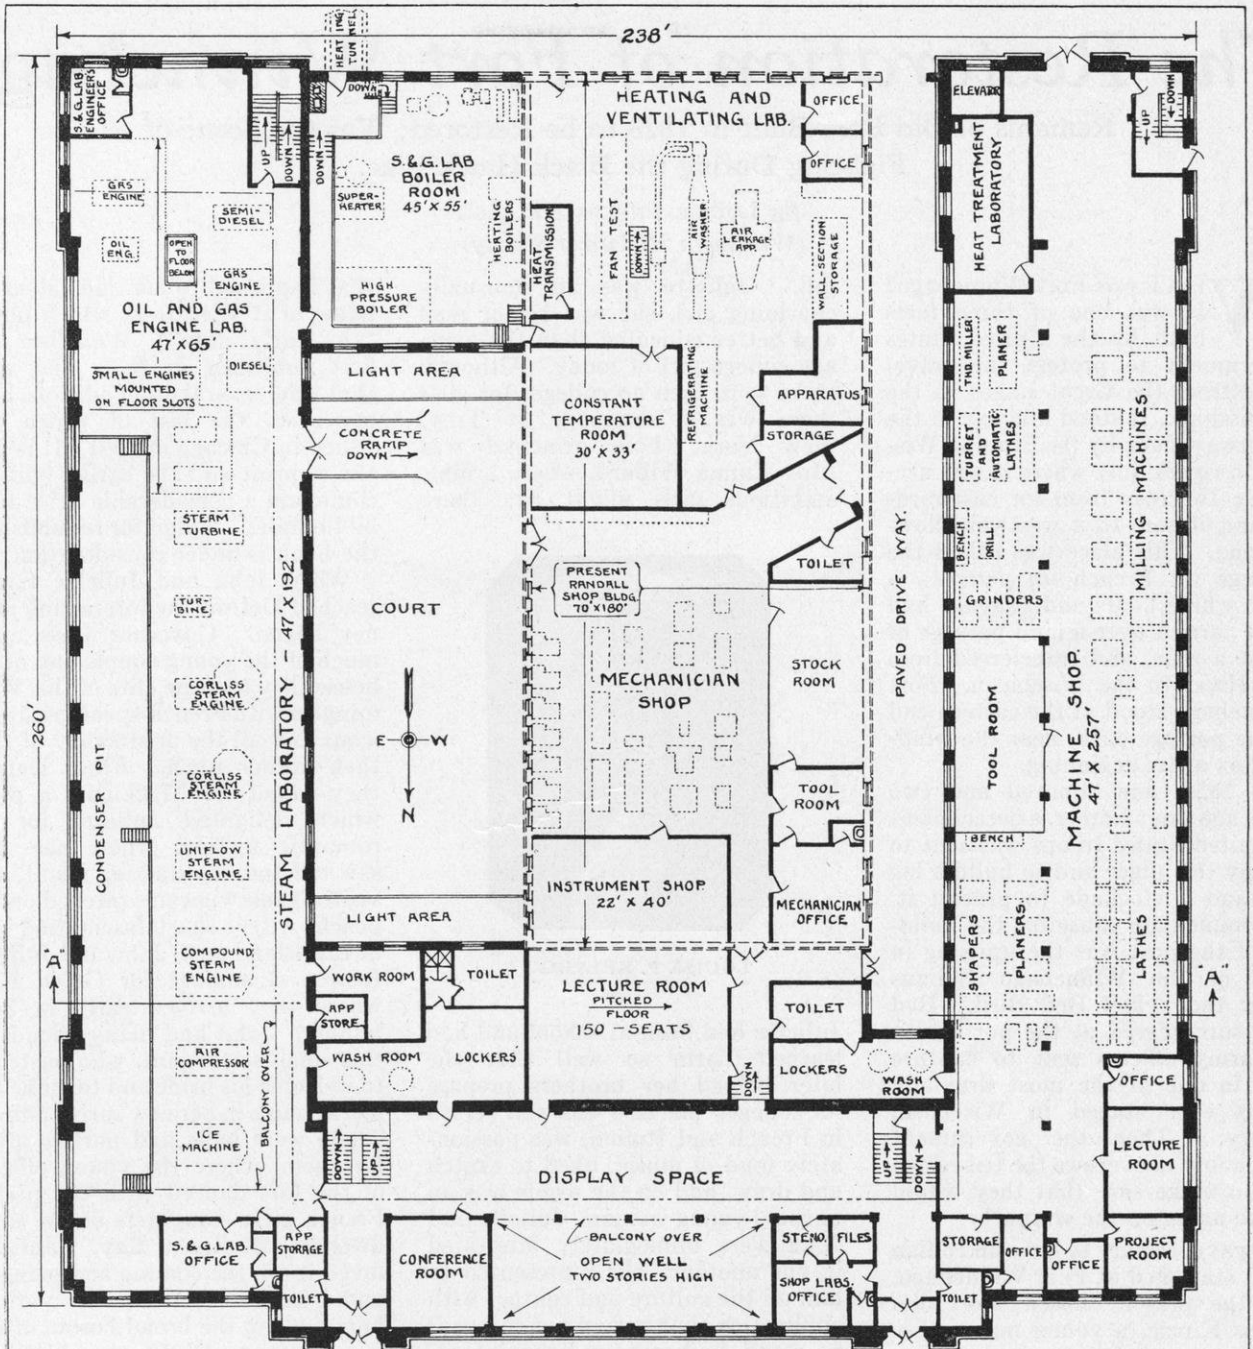 238'
260'
HEATING
TUNNEL
DOWN
S.&G.LAB
ENGINEERS
OFFICE
UP
DOWN
DOWN
S.&G.LAB
BOILER
ROOM
45'X55'
SUPER-
HEATER
HEATING
BOILERS
HIGH
PRESSURE
BOILER
HEATING AND
VENTILATING LAB.
OFFICE
OFFICE
FAN TEST
DOWN
AIR
WASHER
AIR
LEAKAGE
APP.
WALL-SECTION
STORAGE
HEAT
TRANSMISSION
ELEVAR.
UP
DOWN
HEAT TREATMENT
LABORATORY
GAS
ENGINE
SEMI-
DIESEL
OIL
ENG.
OPEN
TO
FLOOR
BELOW
GAS
ENGINE
OIL AND GAS
ENGINE LAB.
47'X65'
DIESEL
SMALL ENGINES
MOUNTED
ON FLOOR SLOTS
LIGHT AREA
CONCRETE
RAMP
DOWN
CONSTANT
TEMPERATURE
ROOM
30'X33'
REFRIGERATING
MACHINE
APPARATUS
STORAGE
THD. MILLER
PLANER
TURRET
AND
AUTOMATIC
LATHES
MILLING MACHINES
BENCH
DRILL
GRINDERS
STEAM
TURBINE
TUR-
BINE
CORLISS
STEAM
ENGINE
CORLISS
STEAM
ENGINE
UNIFLOW
STEAM
ENGINE
COMPOUND
STEAM
ENGINE
AIR
COMPRESSOR
ICE
MACHINE
CONDENSER PIT
STEAM LABORATORY - 47'X192'
BALCONY OVER
COURT
E
W
N
LIGHT AREA
PRESENT
RANDALL
SHOP BLDG.
70'X180'
TOILET
MECHANICIAN
SHOP
STOCK
ROOM
TOOL
ROOM
INSTRUMENT SHOP
22'X40'
MECHANICIAN
OFFICE
PAVED DRIVE WAY.
TOOL ROOM
MACHINE SHOP.
47'X257'
BENCH
SHAPERS
PLANERS
LATHES
"A"
"A"
WORK ROOM
TOILET
APP
STORE.
WASH ROOM
LOCKERS
LECTURE ROOM
PITCHED
FLOOR
150-SEATS
TOILET
LOCKERS
WASH
ROOM
DOWN
OFFICE
LECTURE
ROOM
DOWN
UP
DISPLAY SPACE
UP
DOWN
S.&G.LAB.
OFFICE
APP
STORAGE
TOILET
CONFERENCE
ROOM
BALCONY OVER
OPEN WELL
TWO STORIES HIGH
STENO.
FILES
SHOP LABS.
OFFICE
STORAGE
OFFICE
OFFICE
PROJECT
ROOM
TOILET